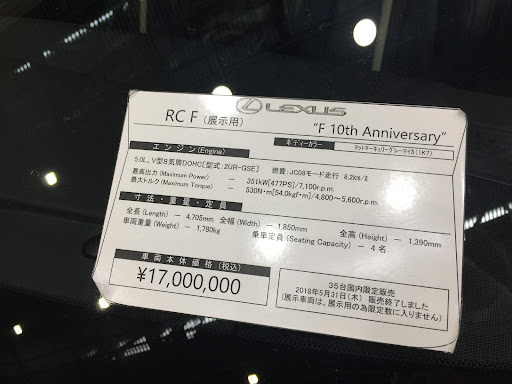 LEXUS
RC F (展示用) "F 10th Anniversary"
ボディーカラー マットマーキュリーグレーマイカ(1K7)
エンジン(Engine)
5.0L、V型8気筒DOHC[型式:2UR-GSE] 燃費:JC08モード走行 8.2km/ℓ
最高出力(Maximum Power) ー 351kW[477PS]/7,100r.p.m.
最大トルク(Maximum Torque) ー 530N・m[54.0kgf・m]/4,800~5,600r.p.m.
寸法・重量・定員
全長(Length) ー 4,705mm 全幅(Width) ー 1,850mm 全高(Height) ー 1,390mm
車両重量(Weight) ー 1,780kg 乗車定員(Seating Capacity) ー 4名
車両本体価格(税込)
¥17,000,000
35台国内限定販売
2018年5月31日(木) 販売終了しました
(展示車両は、展示用の為限定数に入りません)